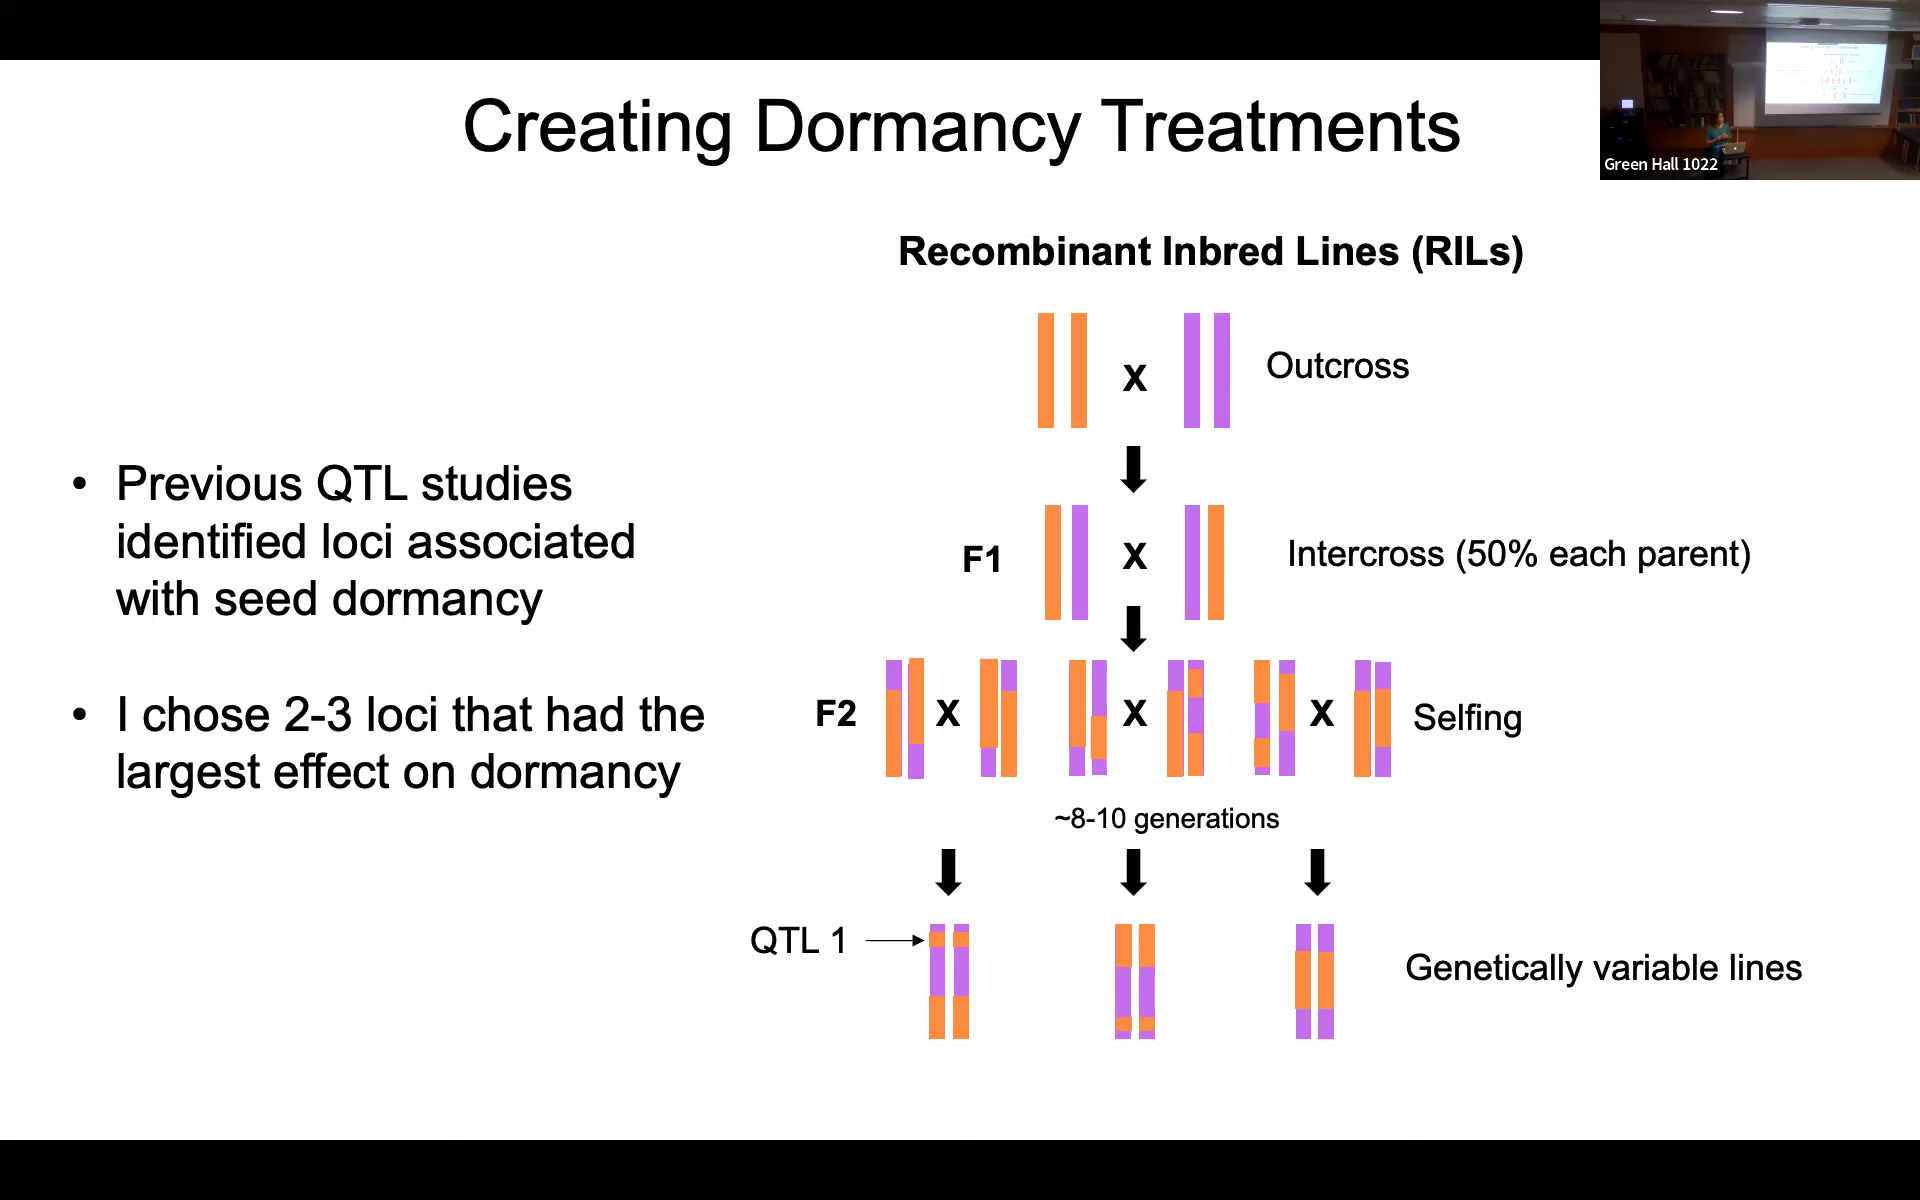 Creating Dormancy Treatments
Green Hall 1022
• Previous QTL studies
identified loci associated
with seed dormancy
• I chose 2-3 loci that had the
largest effect on dormancy
Recombinant Inbred Lines (RILs)
X
Outcross
F1
X
Intercross (50% each parent)
F2
X
X
X
Selfing
~8-10 generations
QTL 1
Genetically variable lines